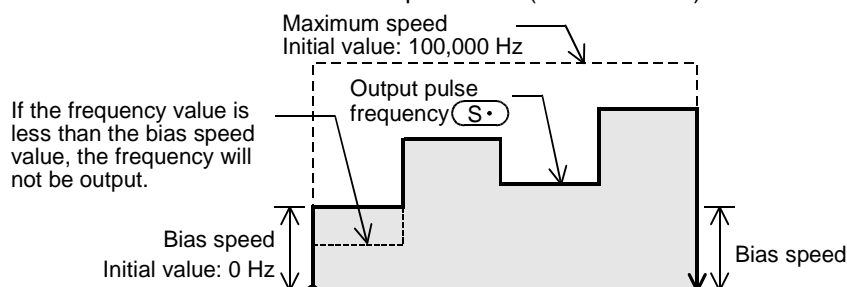 Maximum speed
Initial value: 100,000 Hz
Output pulse
frequency S•
If the frequency value is
less than the bias speed
value, the frequency will
not be output.
Bias speed
Initial value: 0 Hz
Bias speed